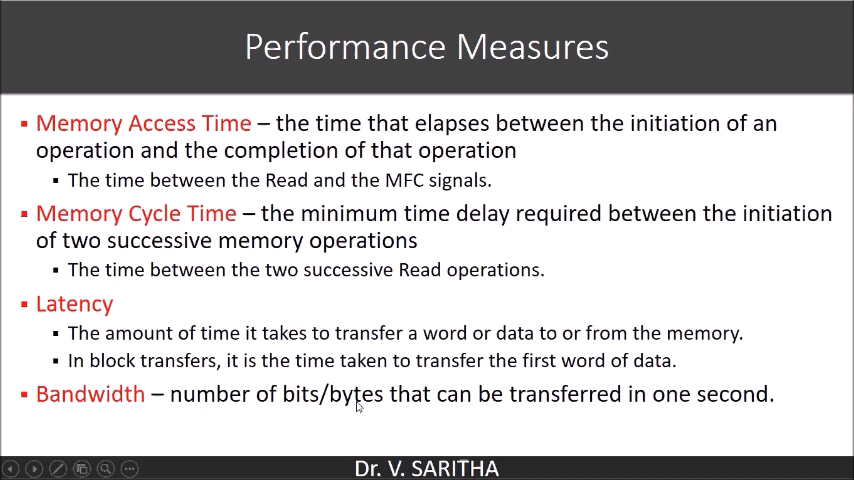 Performance Measures
Memory Access Time – the time that elapses between the initiation of an
operation and the completion of that operation
The time between the Read and the MFC signals.
Memory Cycle Time – the minimum time delay required between the initiation
of two successive memory operations
The time between the two successive Read operations.
Latency
The amount of time it takes to transfer a word or data to or from the memory.
In block transfers, it is the time taken to transfer the first word of data.
Bandwidth – number of bits/bytes that can be transferred in one second.
Dr. V. SARITHA